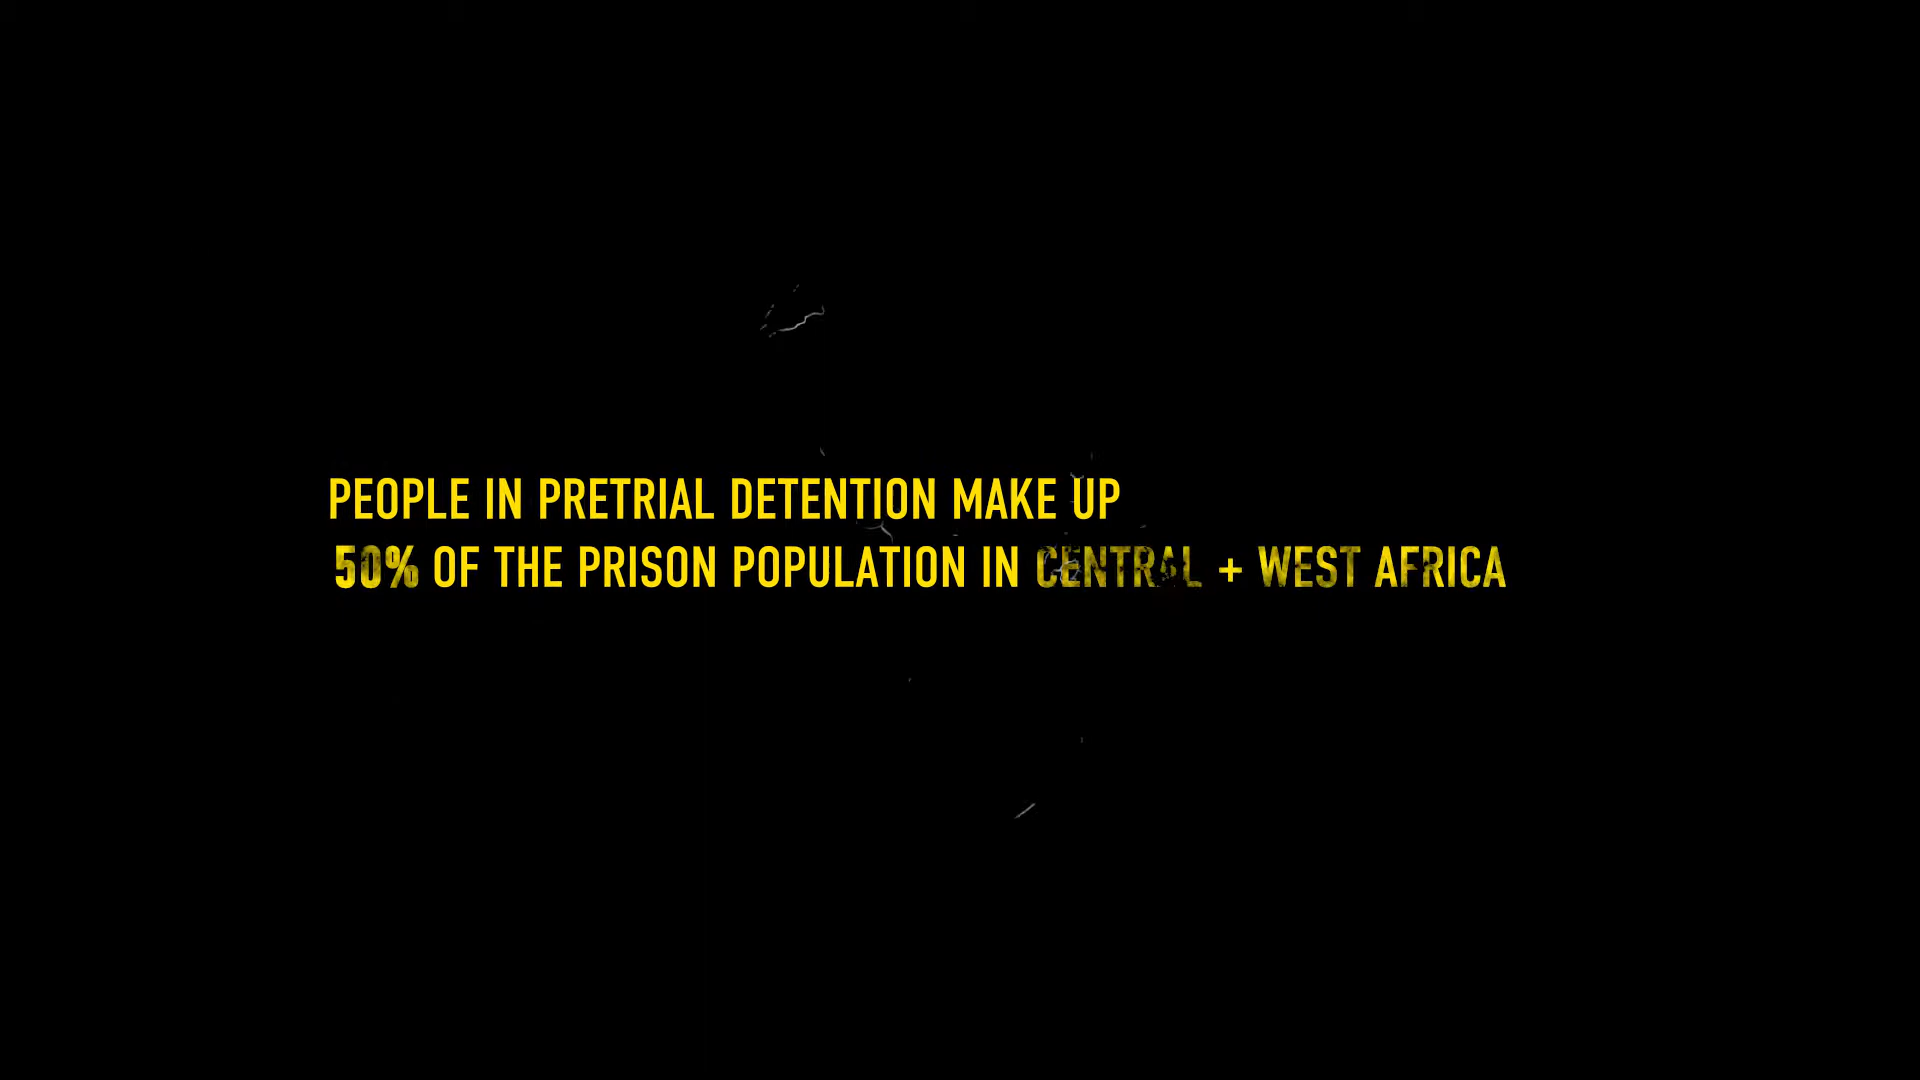 PEOPLE IN PRETRIAL DETENTION MAKE UP
50% OF THE PRISON POPULATION IN CENTRAL + WEST AFRICA